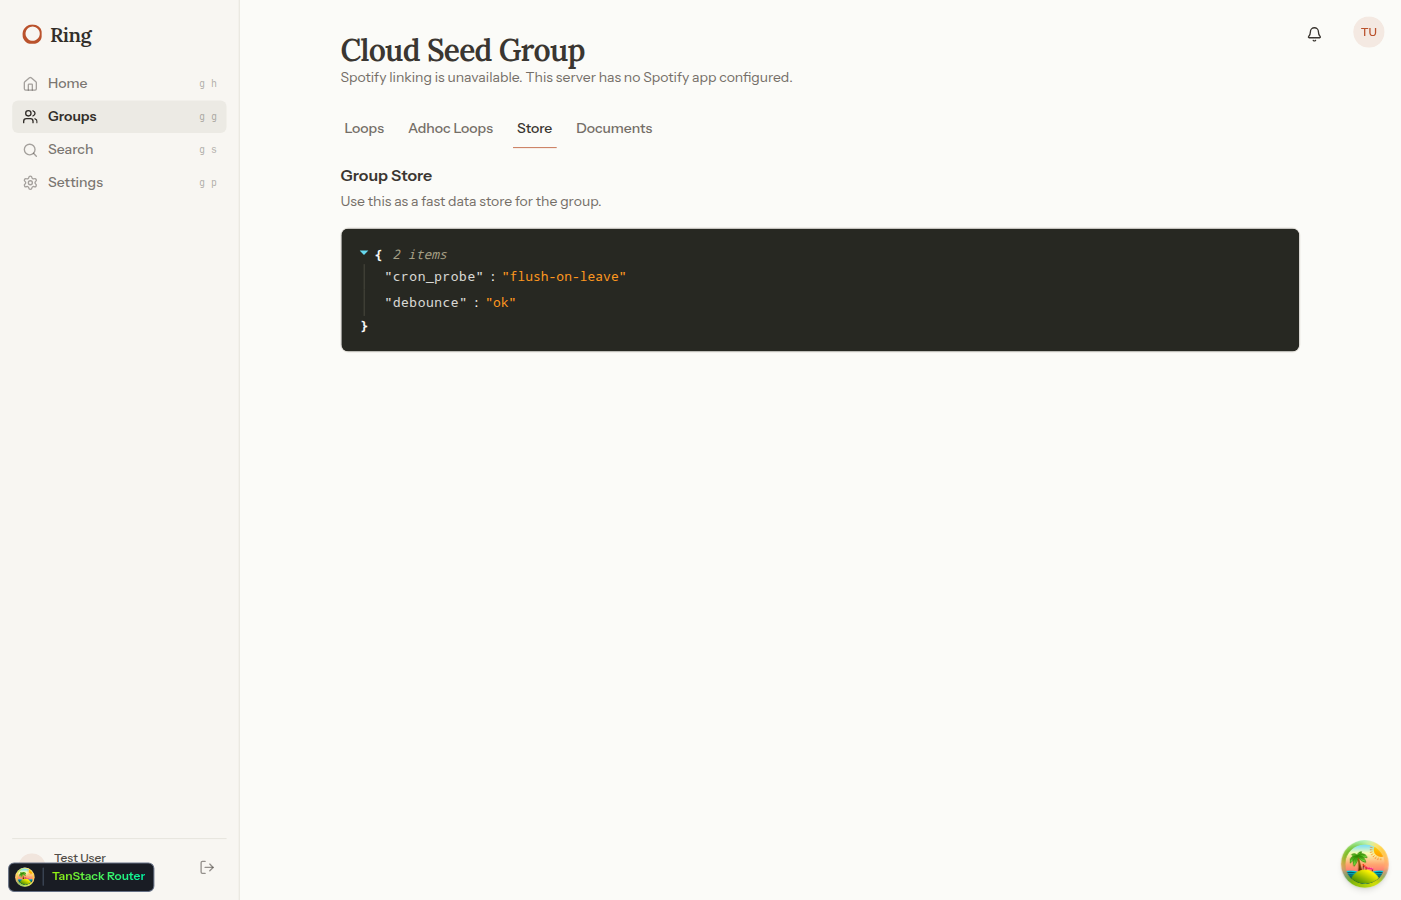 Ring
Home g h
Groups g g
Search g s
Settings g p
Cloud Seed Group
Spotify linking is unavailable. This server has no Spotify app configured.
TU
Loops Adhoc Loops Store Documents
Group Store
Use this as a fast data store for the group.
{ 2 items
"cron_probe" : "flush-on-leave"
"debounce" : "ok"
}
Test User
TanStack Router